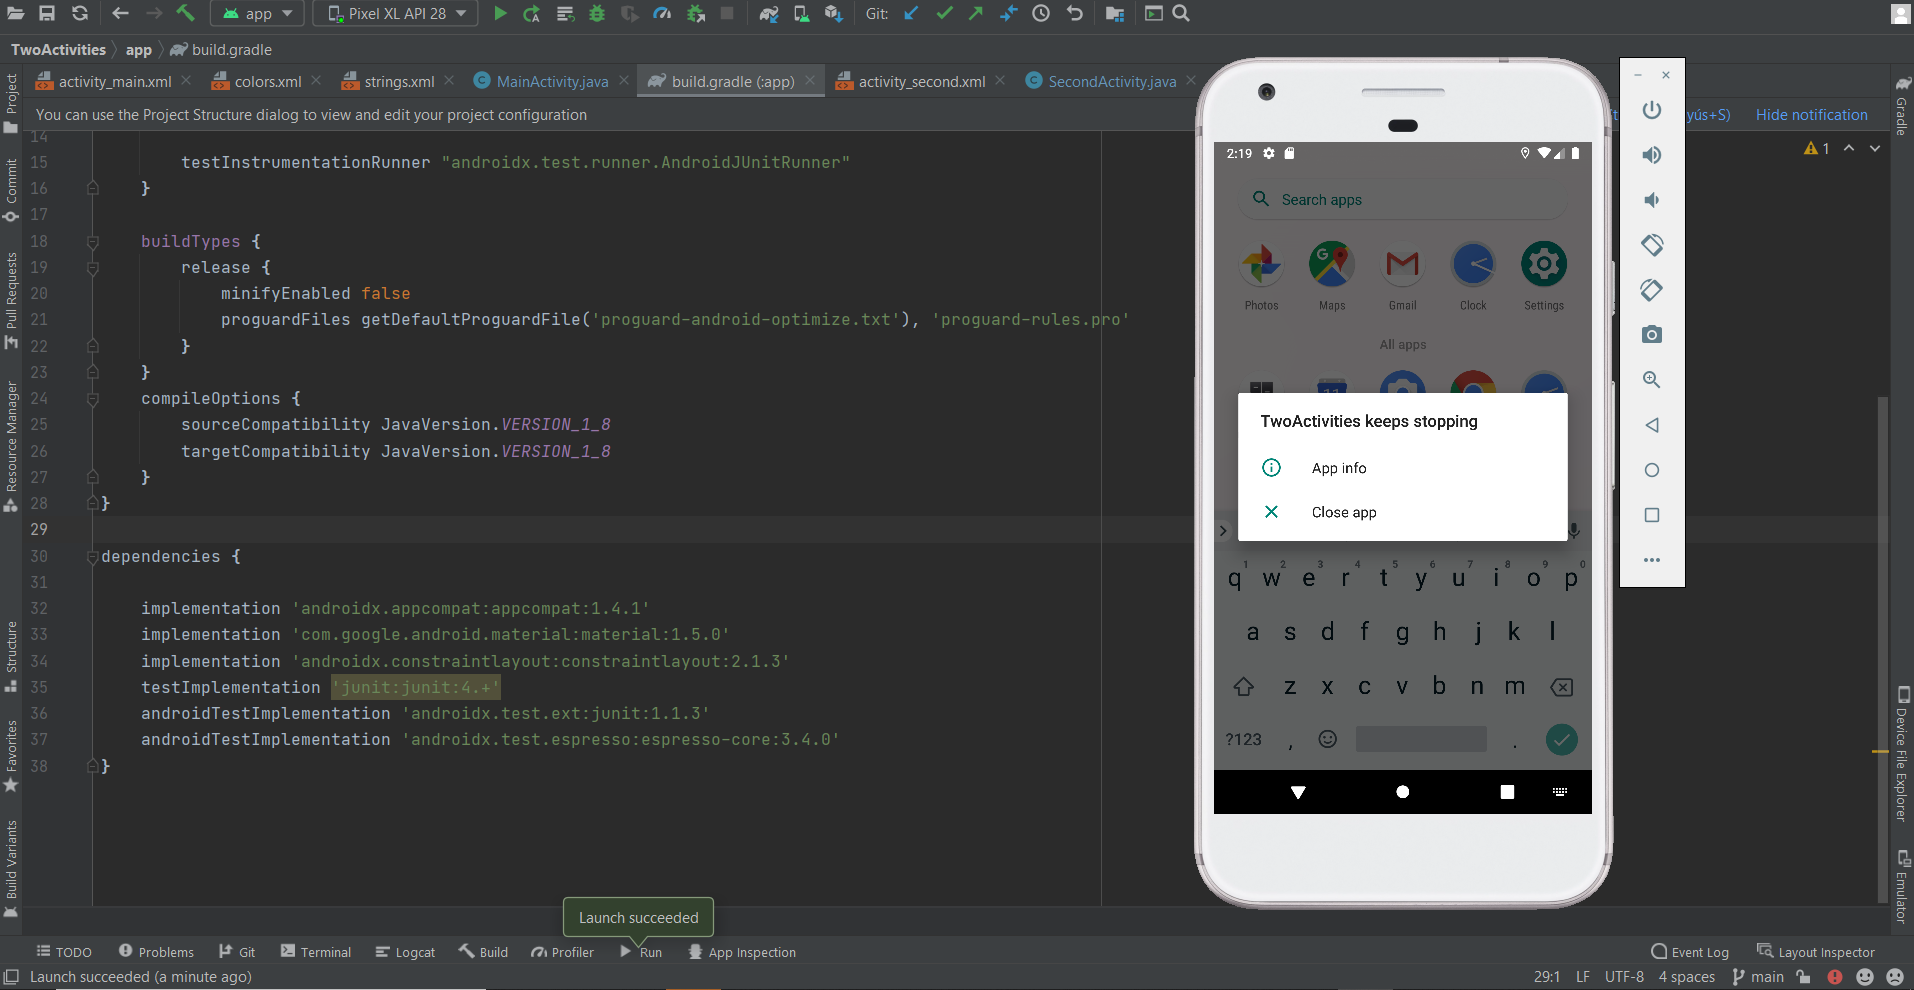 app
Pixel XL API 28
Git:
TwoActivities
app
build.gradle
activity_main.xml
colors.xml
strings.xml
MainActivity.java
build.gradle (:app)
activity_second.xml
SecondActivity.java
You can use the Project Structure dialog to view and edit your project configuration
yús+S)
Hide notification
14
15 testInstrumentationRunner "androidx.test.runner.AndroidJUnitRunner"
16 }
17
18 buildTypes {
19 release {
20 minifyEnabled false
21 proguardFiles getDefaultProguardFile('proguard-android-optimize.txt'), 'proguard-rules.pro'
22 }
23 }
24 compileOptions {
25 sourceCompatibility JavaVersion.VERSION_1_8
26 targetCompatibility JavaVersion.VERSION_1_8
27 }
28 }
29
30 dependencies {
31
32 implementation 'androidx.appcompat:appcompat:1.4.1'
33 implementation 'com.google.android.material:material:1.5.0'
34 implementation 'androidx.constraintlayout:constraintlayout:2.1.3'
35 testImplementation 'junit:junit:4.+'
36 androidTestImplementation 'androidx.test.ext:junit:1.1.3'
37 androidTestImplementation 'androidx.test.espresso:espresso-core:3.4.0'
38 }
1
Project
Commit
Pull Requests
Resource Manager
Structure
Favorites
Build Variants
2:19
Search apps
Photos
Maps
Gmail
Clock
Settings
All apps
TwoActivities keeps stopping
App info
Close app
1 2 3 4 5 6 7 8 9 0
q w e r t y u i o p
a s d f g h j k l
z x c v b n m
?123 , .
Gradle
Device File Explorer
Emulator
Launch succeeded
TODO
Problems
Git
Terminal
Logcat
Build
Profiler
Run
App Inspection
Event Log
Layout Inspector
Launch succeeded (a minute ago)
29:1
LF
UTF-8
4 spaces
main